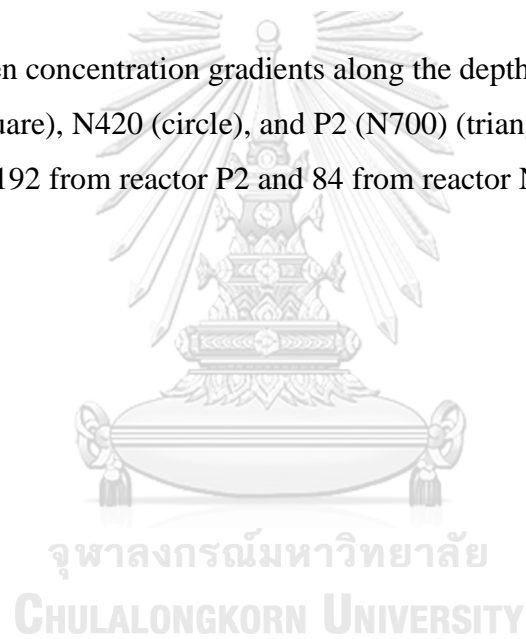 en concentration gradients along the depth
uare), N420 (circle), and P2 (N700) (trian
192 from reactor P2 and 84 from reactor N
จุฬาลงกรณ์มหาวิทยาลัย
CHULALONGKORN UNIVERSITY